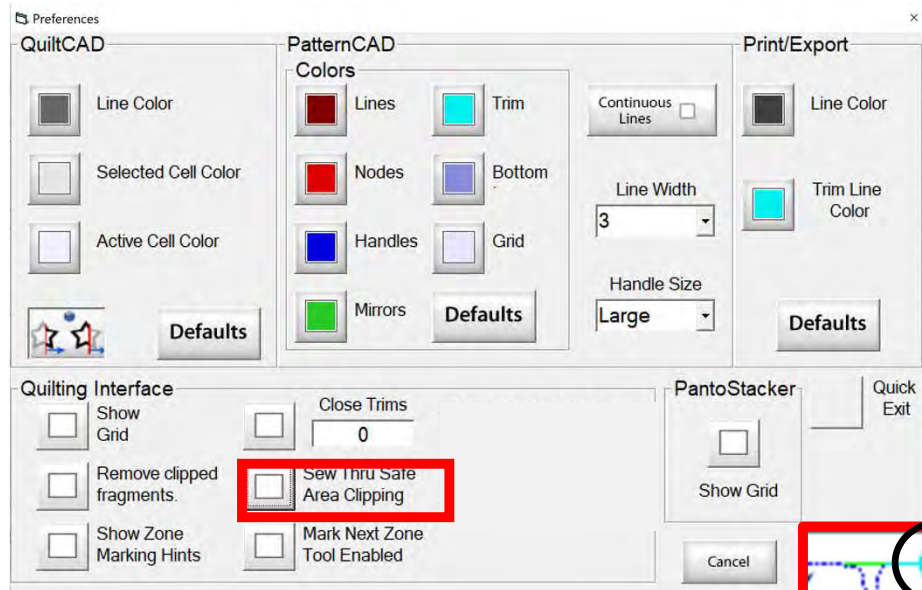 Preferences
QuiltCAD
Line Color
Selected Cell Color
Active Cell Color
Defaults
PatternCAD
Colors
Lines
Trim
Nodes
Bottom
Handles
Grid
Mirrors
Defaults
Continuous
Lines
Line Width
3
Handle Size
Large
Print/Export
Line Color
Trim Line
Color
Defaults
Quilting Interface
Show
Grid
Close Trims
0
Remove clipped
fragments.
Sew Thru Safe
Area Clipping
Show Zone
Marking Hints
Mark Next Zone
Tool Enabled
PantoStacker
Show Grid
Quick
Exit
Cancel